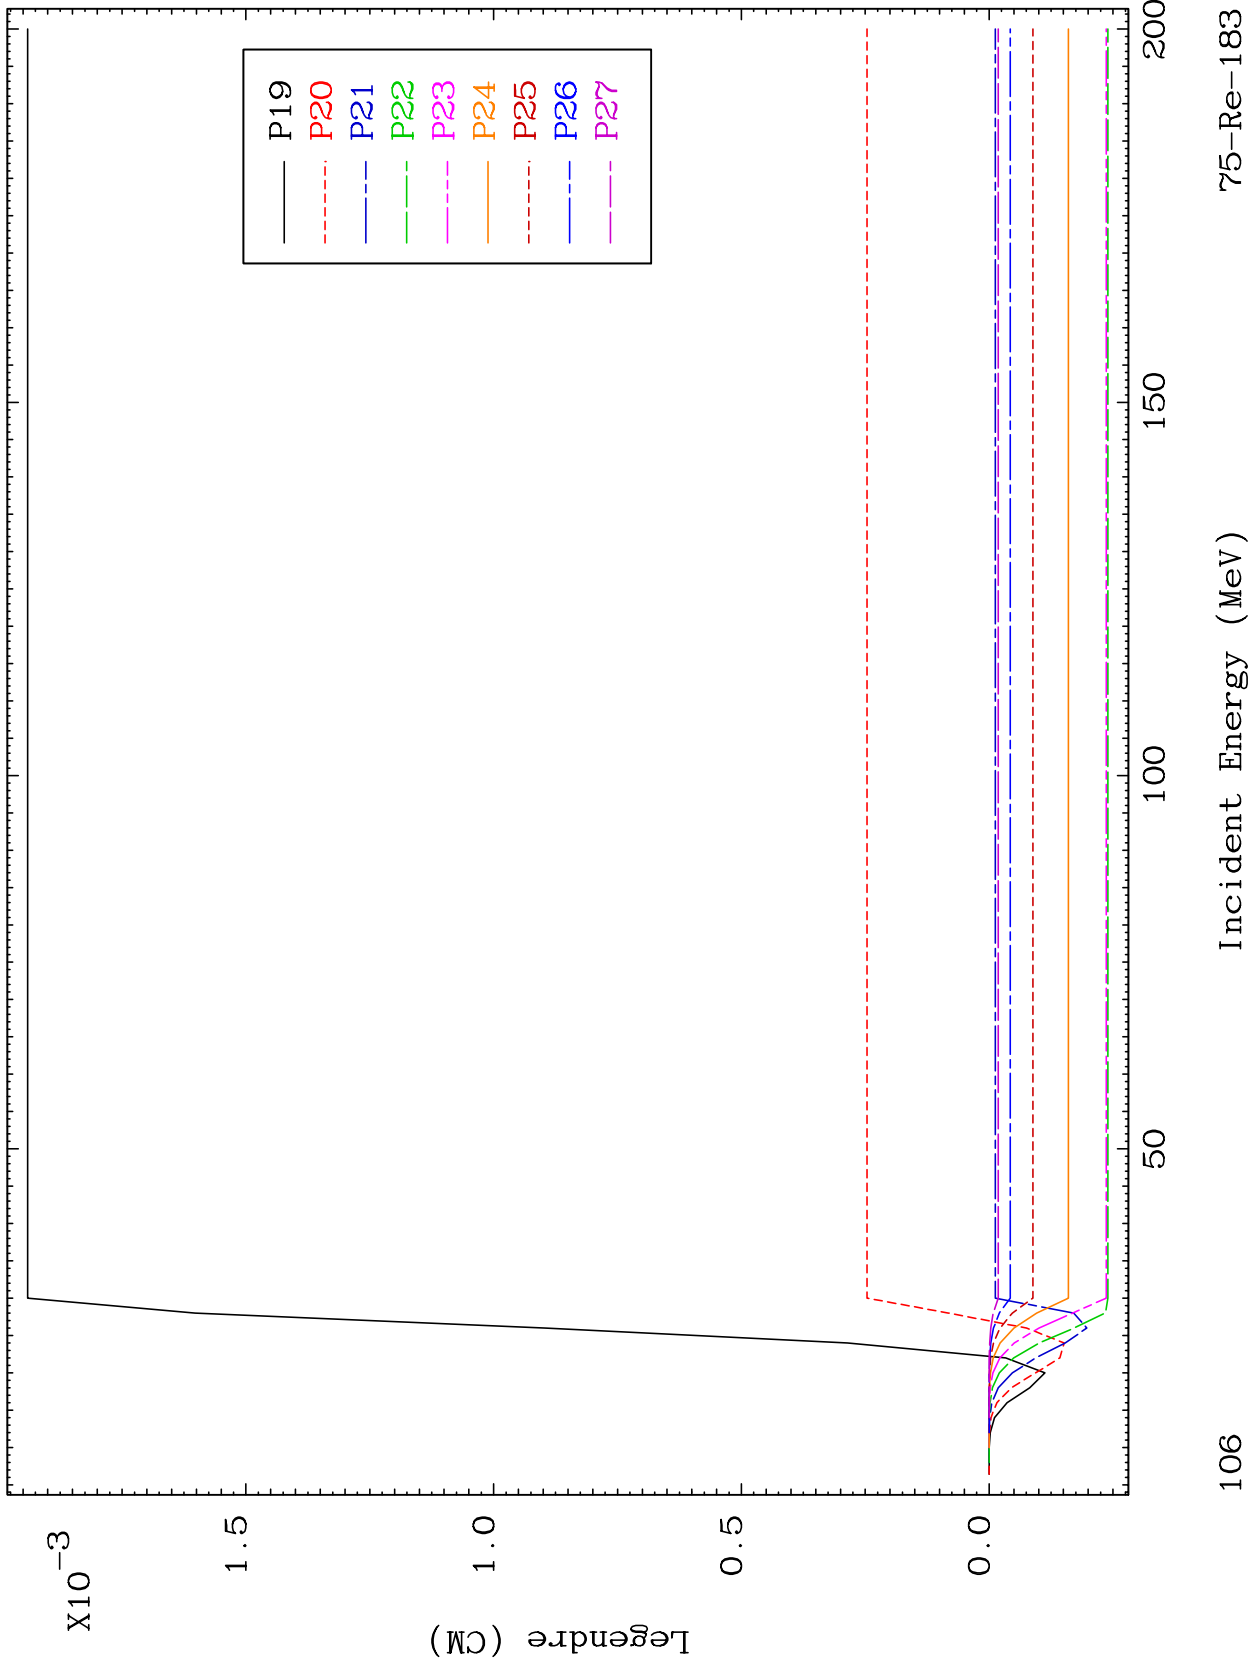 X10-3
1.5
1.0
0.5
0.0
Legendre (CM)
P19
P20
P21
P22
P23
P24
P25
P26
P27
50
100
150
200
Incident Energy (MeV)
106
75-Re-183